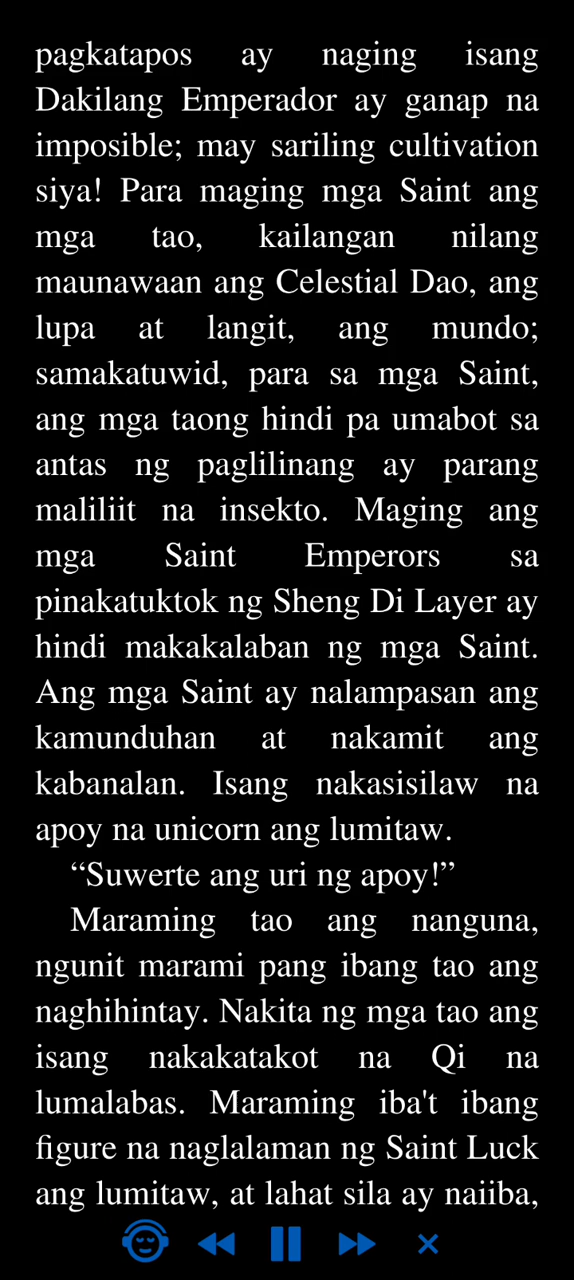 pagkatapos ay naging isang
Dakilang Emperador ay ganap na
imposible; may sariling cultivation
siya! Para maging mga Saint ang
mga tao, kailangan nilang
maunawaan ang Celestial Dao, ang
lupa at langit, ang mundo;
samakatuwid, para sa mga Saint,
ang mga taong hindi pa umabot sa
antas ng paglilinang ay parang
maliliit na insekto. Maging ang
mga Saint Emperors sa
pinakatuktok ng Sheng Di Layer ay
hindi makakalaban ng mga Saint.
Ang mga Saint ay nalampasan ang
kamunduhan at nakamit ang
kabanalan. Isang nakasisilaw na
apoy na unicorn ang lumitaw.
“Suwerte ang uri ng apoy!”
Maraming tao ang nanguna,
ngunit marami pang ibang tao ang
naghihintay. Nakita ng mga tao ang
isang nakakatakot na Qi na
lumalabas. Maraming iba't ibang
figure na naglalaman ng Saint Luck
ang lumitaw, at lahat sila ay naiiba,